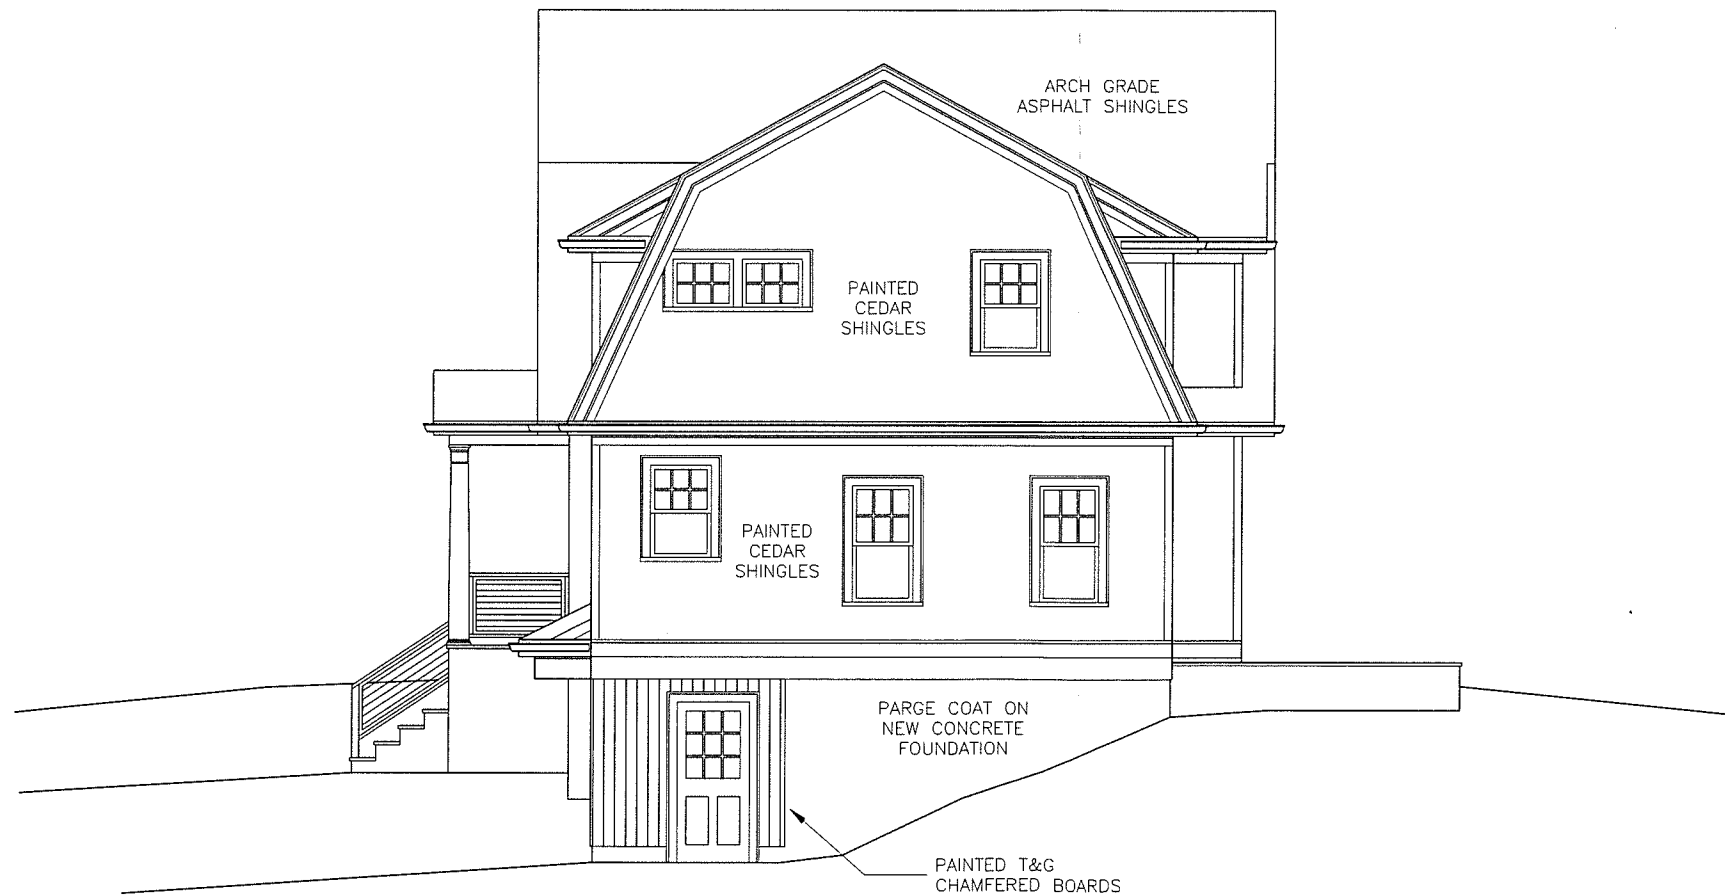 ARCH GRADE
ASPHALT SHINGLES
PAINTED
CEDAR
SHINGLES
PAINTED
CEDAR
SHINGLES
PARGE COAT ON
NEW CONCRETE
FOUNDATION
PAINTED T&G
CHAMFERED BOARDS